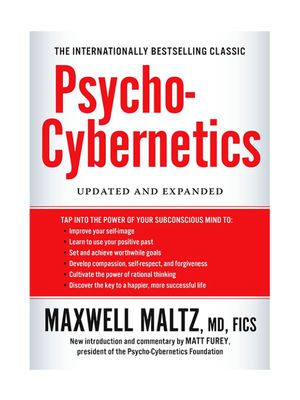 THE INTERNATIONALLY BESTSELLING CLASSIC
Psycho-
Cybernetics
UPDATED AND EXPANDED
TAP INTO THE POWER OF YOUR SUBCONSCIOUS MIND TO:
• Improve your self-image
• Learn to use your positive past
• Set and achieve worthwhile goals
• Develop compassion, self-respect, and forgiveness
• Cultivate the power of rational thinking
• Discover the key to a happier, more successful life
MAXWELL MALTZ, MD, FICS
New introduction and commentary by MATT FUREY,
president of the Psycho-Cybernetics Foundation